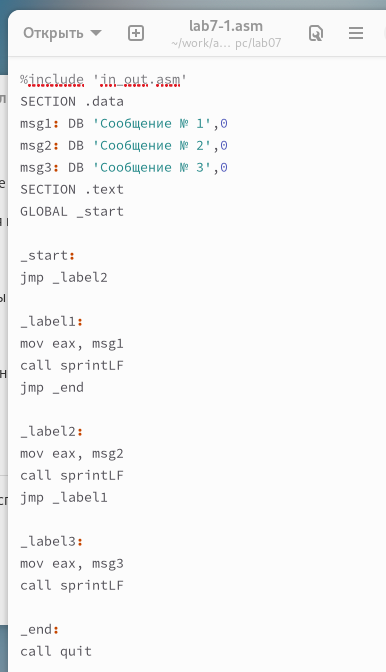 Открыть
lab7-1.asm
~/work/a... pc/lab07
%include 'in_out.asm'
SECTION .data
msg1: DB 'Сообщение № 1',0
msg2: DB 'Сообщение № 2',0
msg3: DB 'Сообщение № 3',0
SECTION .text
GLOBAL _start
_start:
jmp _label2
_label1:
mov eax, msg1
call sprintLF
jmp _end
_label2:
mov eax, msg2
call sprintLF
jmp _label1
_label3:
mov eax, msg3
call sprintLF
_end:
call quit